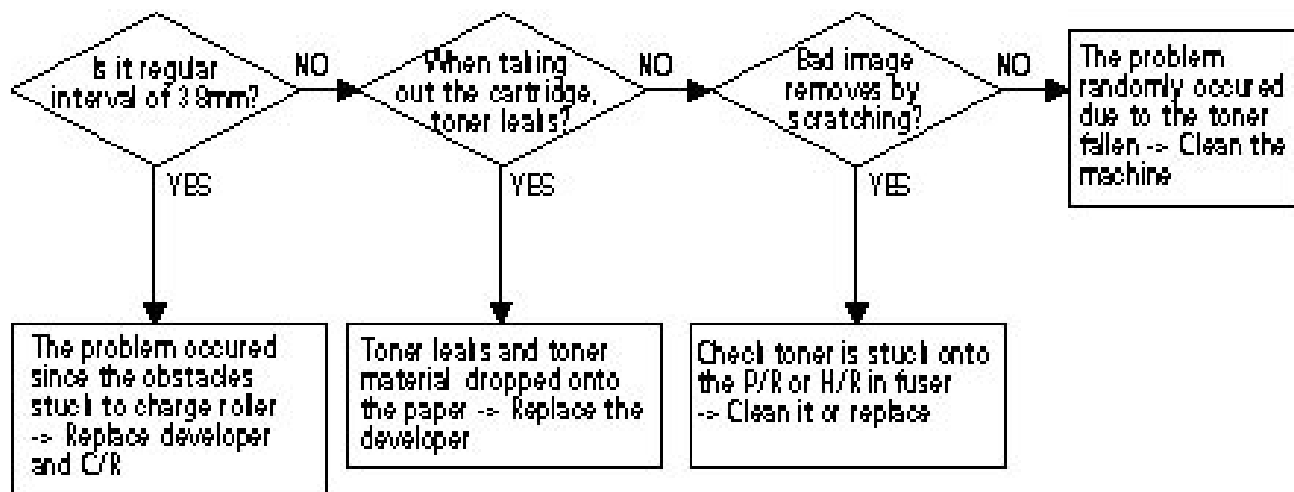 Is it regular
interval of 38mm?
NO
YES
When taking
out the cartridge,
toner leaks?
NO
YES
Bad image
removes by
scratching?
NO
YES
The problem
randomly occured
due to the toner
fallen -> Clean the
machine
The problem occured
since the obstacles
stuck to charge roller
-> Replace developer
and C/R
Toner leaks and toner
material dropped onto
the paper -> Replace the
developer
Check toner is stuck onto
the P/R or H/R in fuser
-> Clean it or replace